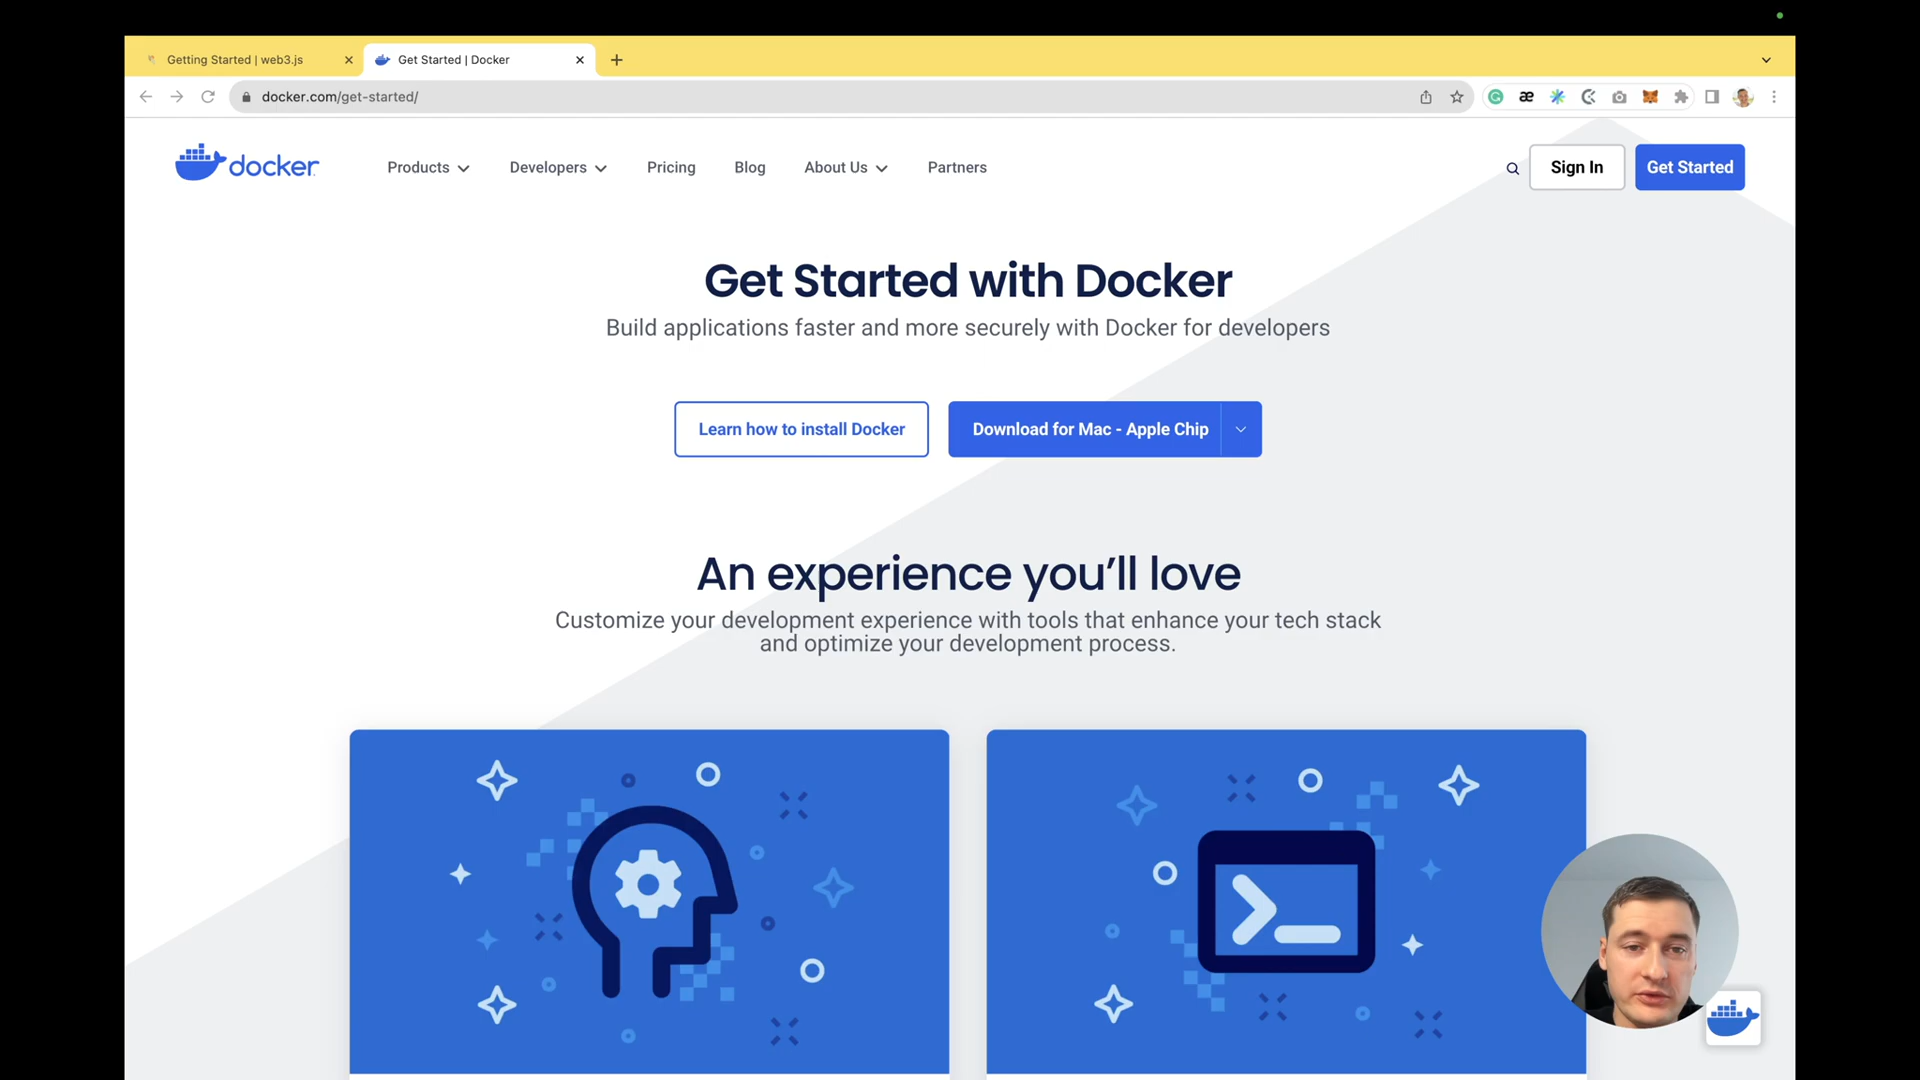 Getting Started | web3.js
Get Started | Docker
docker.com/get-started/
docker
Products
Developers
Pricing
Blog
About Us
Partners
Sign In
Get Started
Get Started with Docker
Build applications faster and more securely with Docker for developers
Learn how to install Docker
Download for Mac - Apple Chip
An experience you’ll love
Customize your development experience with tools that enhance your tech stack
and optimize your development process.